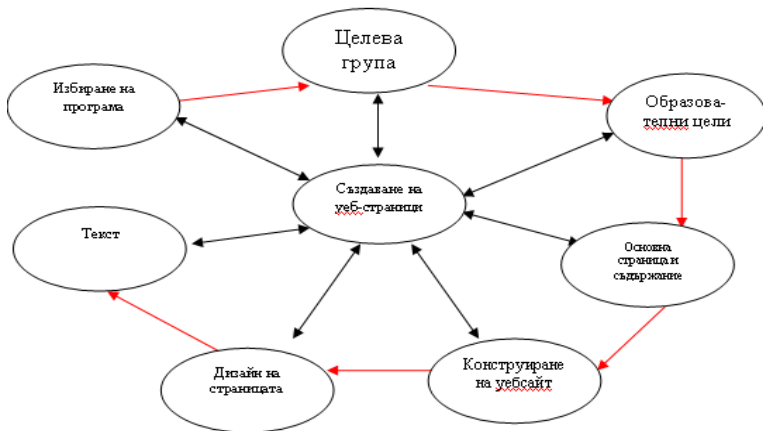 Целева
група
Избиране на
програма
Образова-
телни цели
Създаване на
уеб-страници
Текст
Основна
страница и
съдържание
Дизайн на
страницата
Конструиране
на уебсайт